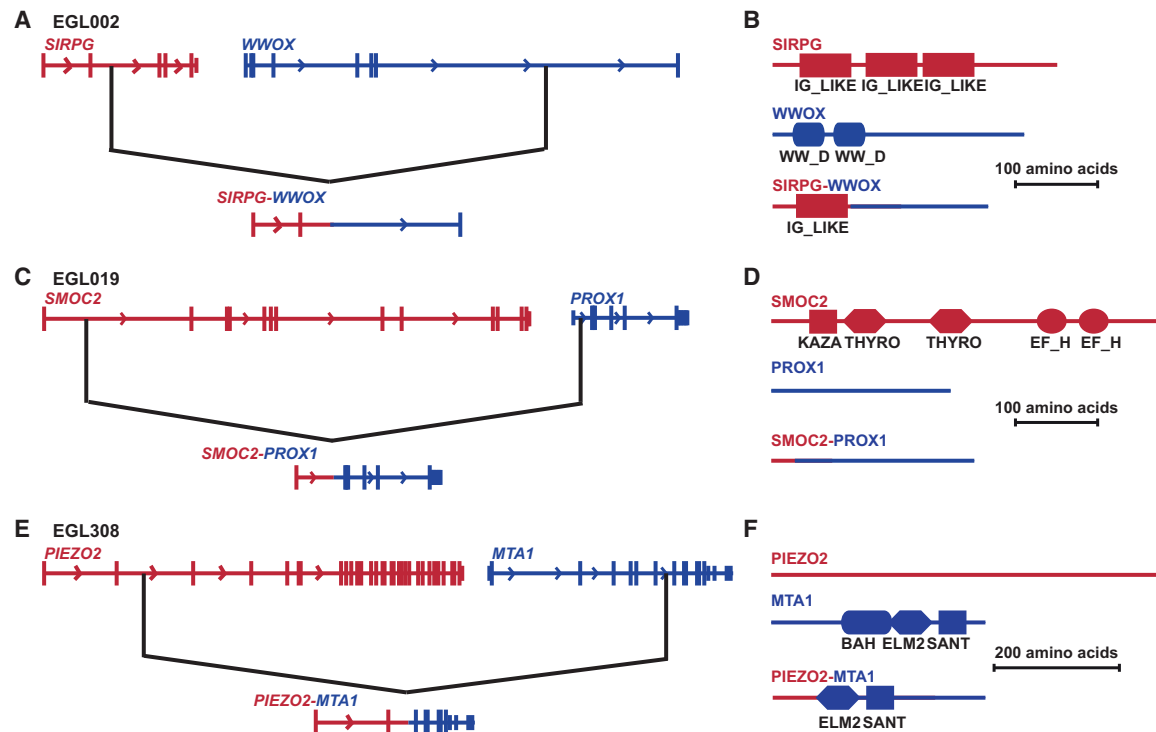 A EGL002
SIRPG WWOX
SIRPG-WWOX
B
SIRPG
IG_LIKE IG_LIKE IG_LIKE
WWOX
WW_D WW_D
100 amino acids
SIRPG-WWOX
IG_LIKE
C EGL019
SMOC2 PROX1
SMOC2-PROX1
D
SMOC2
KAZA THYRO THYRO EF_H EF_H
PROX1
100 amino acids
SMOC2-PROX1
E EGL308
PIEZO2 MTA1
PIEZO2-MTA1
F
PIEZO2
MTA1
BAH ELM2 SANT
200 amino acids
PIEZO2-MTA1
ELM2 SANT